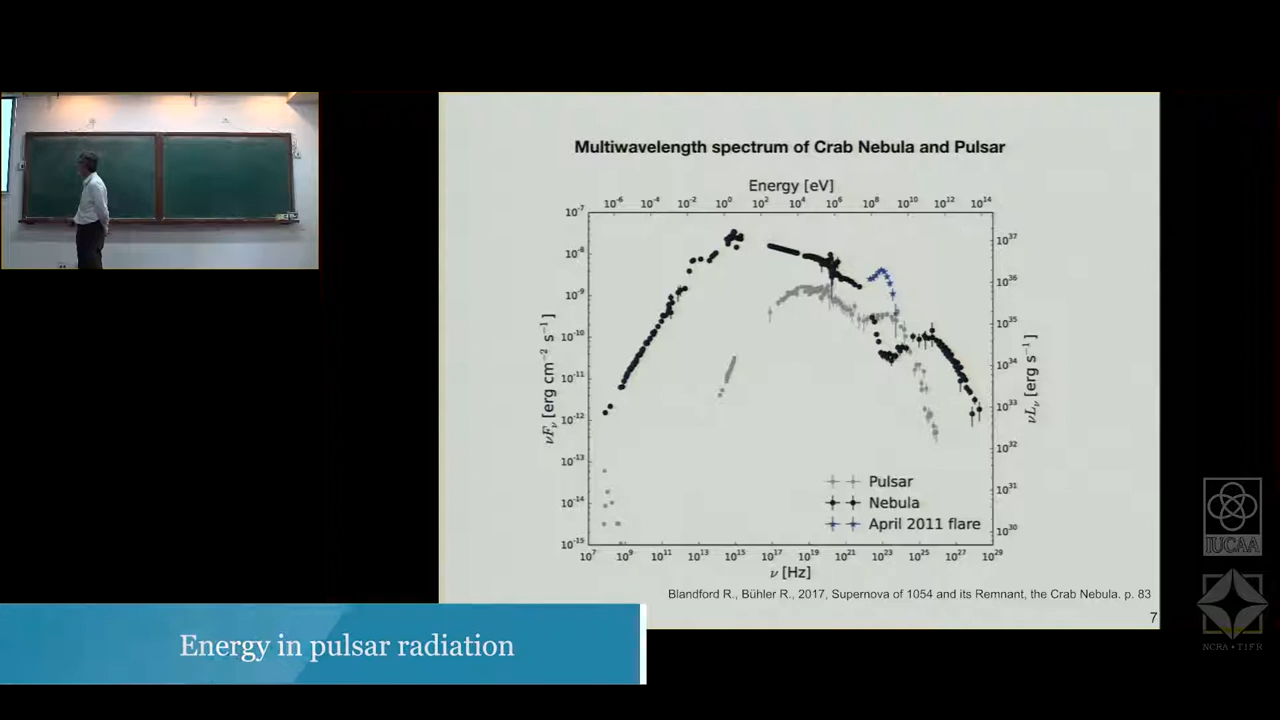 Multiwavelength spectrum of Crab Nebula and Pulsar
Energy [eV]
10⁻⁶ 10⁻⁴ 10⁻² 10⁰ 10² 10⁴ 10⁶ 10⁸ 10¹⁰ 10¹² 10¹⁴
10⁻⁷
10⁻⁸
10⁻⁹
10⁻¹⁰
10⁻¹¹
10⁻¹²
10⁻¹³
10⁻¹⁴
10⁻¹⁵
νFν [erg cm⁻² s⁻¹]
10³⁷
10³⁶
10³⁵
10³⁴
10³³
10³²
10³¹
10³⁰
νLν [erg s⁻¹]
Pulsar
Nebula
April 2011 flare
10⁷ 10⁹ 10¹¹ 10¹³ 10¹⁵ 10¹⁷ 10¹⁹ 10²¹ 10²³ 10²⁵ 10²⁷ 10²⁹
ν [Hz]
Blandford R., Bühler R., 2017, Supernova of 1054 and its Remnant, the Crab Nebula. p. 83
7
Energy in pulsar radiation
IUCAA
NCRA • TIFR